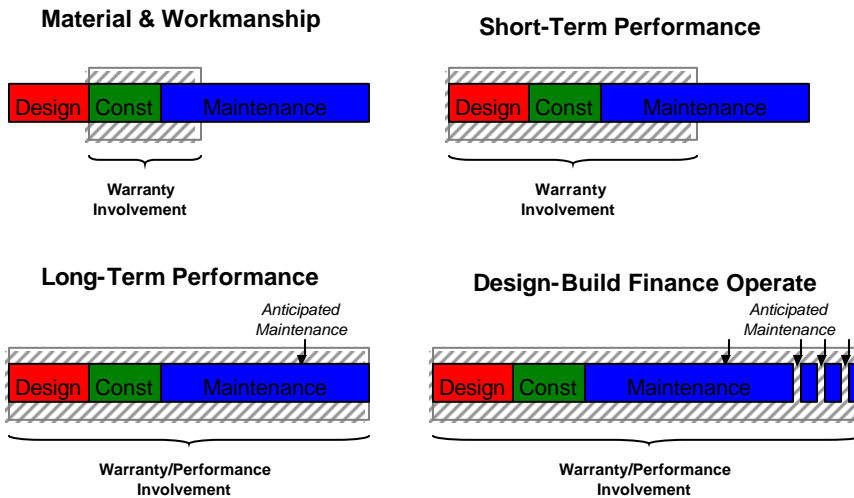 Material & Workmanship
Design Const Maintenance
Warranty
Involvement
Short-Term Performance
Design Const Maintenance
Warranty
Involvement
Long-Term Performance
Anticipated
Maintenance
Design Const Maintenance
Warranty/Performance
Involvement
Design-Build Finance Operate
Anticipated
Maintenance
Design Const Maintenance
Warranty/Performance
Involvement